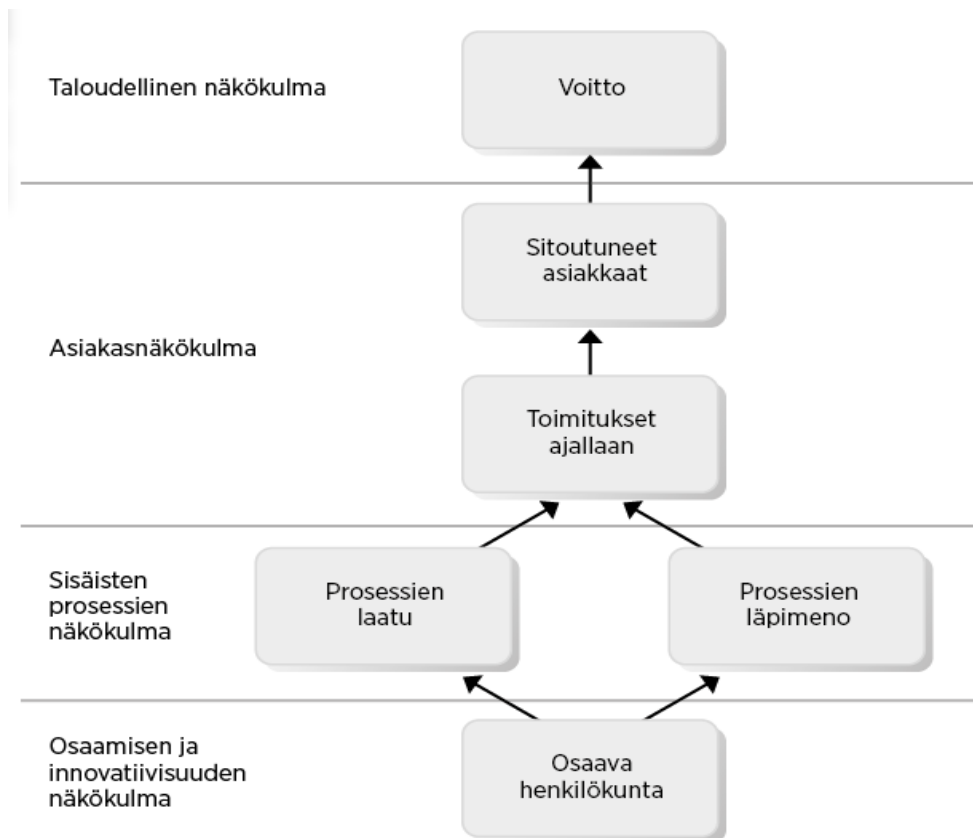 Taloudellinen näkökulma
Voitto
Sitoutuneet
asiakkaat
Asiakasnäkökulma
Toimitukset
ajallaan
Sisäisten
prosessien
näkökulma
Prosessien
laatu
Prosessien
läpimeno
Osaamisen ja
innovatiivisuuden
näkökulma
Osaava
henkilökunta